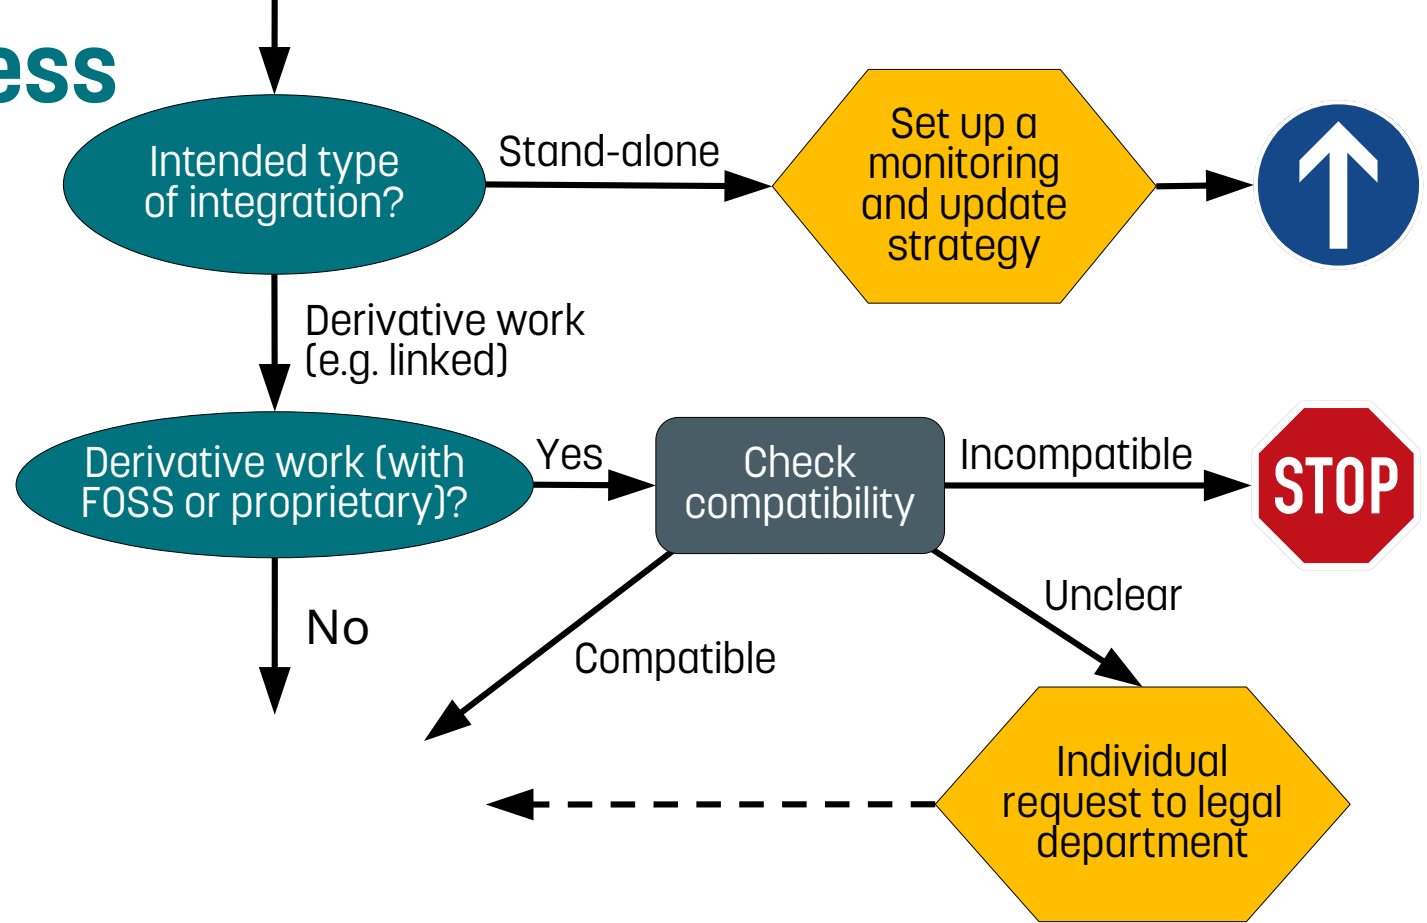 ess
Intended type
of integration?
Stand-alone
Set up a
monitoring
and update
strategy
Derivative work
(e.g. linked)
Derivative work (with
FOSS or proprietary)?
Yes
Check
compatibility
Incompatible
STOP
No
Compatible
Unclear
Individual
request to legal
department